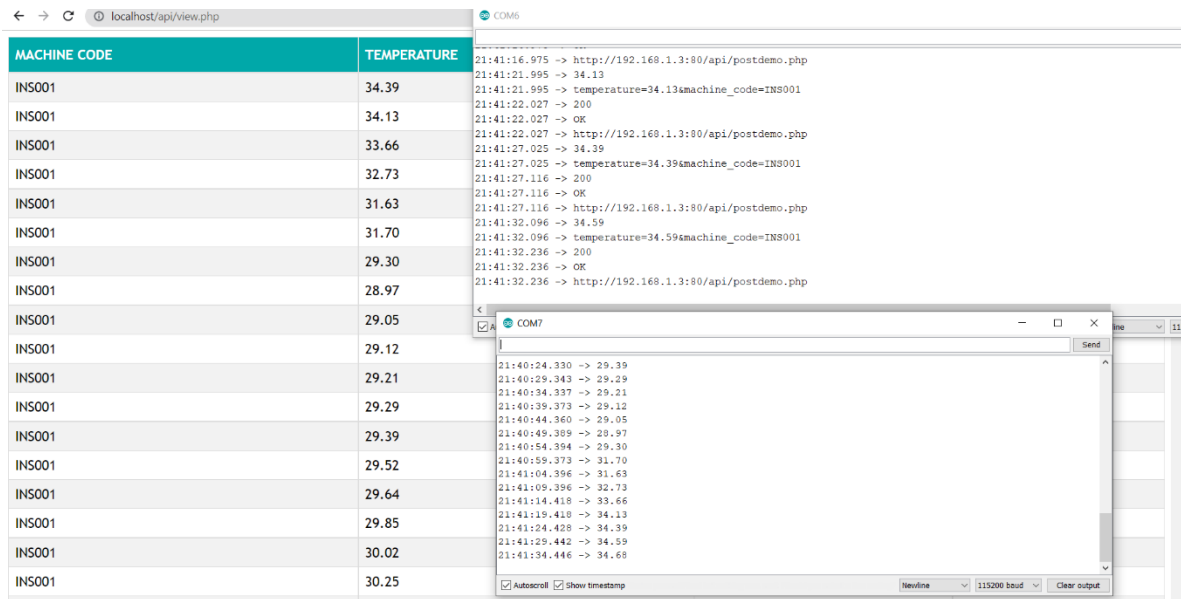 localhost/api/view.php
MACHINE CODE TEMPERATURE
INS001 34.39
INS001 34.13
INS001 33.66
INS001 32.73
INS001 31.63
INS001 31.70
INS001 29.30
INS001 28.97
INS001 29.05
INS001 29.12
INS001 29.21
INS001 29.29
INS001 29.39
INS001 29.52
INS001 29.64
INS001 29.85
INS001 30.02
INS001 30.25
COM6
21:41:16.975 -> http://192.168.1.3:80/api/postdemo.php
21:41:21.995 -> 34.13
21:41:21.995 -> temperature=34.13&machine_code=INS001
21:41:22.027 -> 200
21:41:22.027 -> OK
21:41:22.027 -> http://192.168.1.3:80/api/postdemo.php
21:41:27.025 -> 34.39
21:41:27.025 -> temperature=34.39&machine_code=INS001
21:41:27.116 -> 200
21:41:27.116 -> OK
21:41:27.116 -> http://192.168.1.3:80/api/postdemo.php
21:41:32.096 -> 34.59
21:41:32.096 -> temperature=34.59&machine_code=INS001
21:41:32.236 -> 200
21:41:32.236 -> OK
21:41:32.236 -> http://192.168.1.3:80/api/postdemo.php
COM7
Send
21:40:24.330 -> 29.39
21:40:29.343 -> 29.29
21:40:34.337 -> 29.21
21:40:39.373 -> 29.12
21:40:44.360 -> 29.05
21:40:49.389 -> 28.97
21:40:54.394 -> 29.30
21:40:59.373 -> 31.70
21:41:04.396 -> 31.63
21:41:09.396 -> 32.73
21:41:14.418 -> 33.66
21:41:19.418 -> 34.13
21:41:24.428 -> 34.39
21:41:29.442 -> 34.59
21:41:34.446 -> 34.68
Autoscroll Show timestamp Newline 115200 baud Clear output